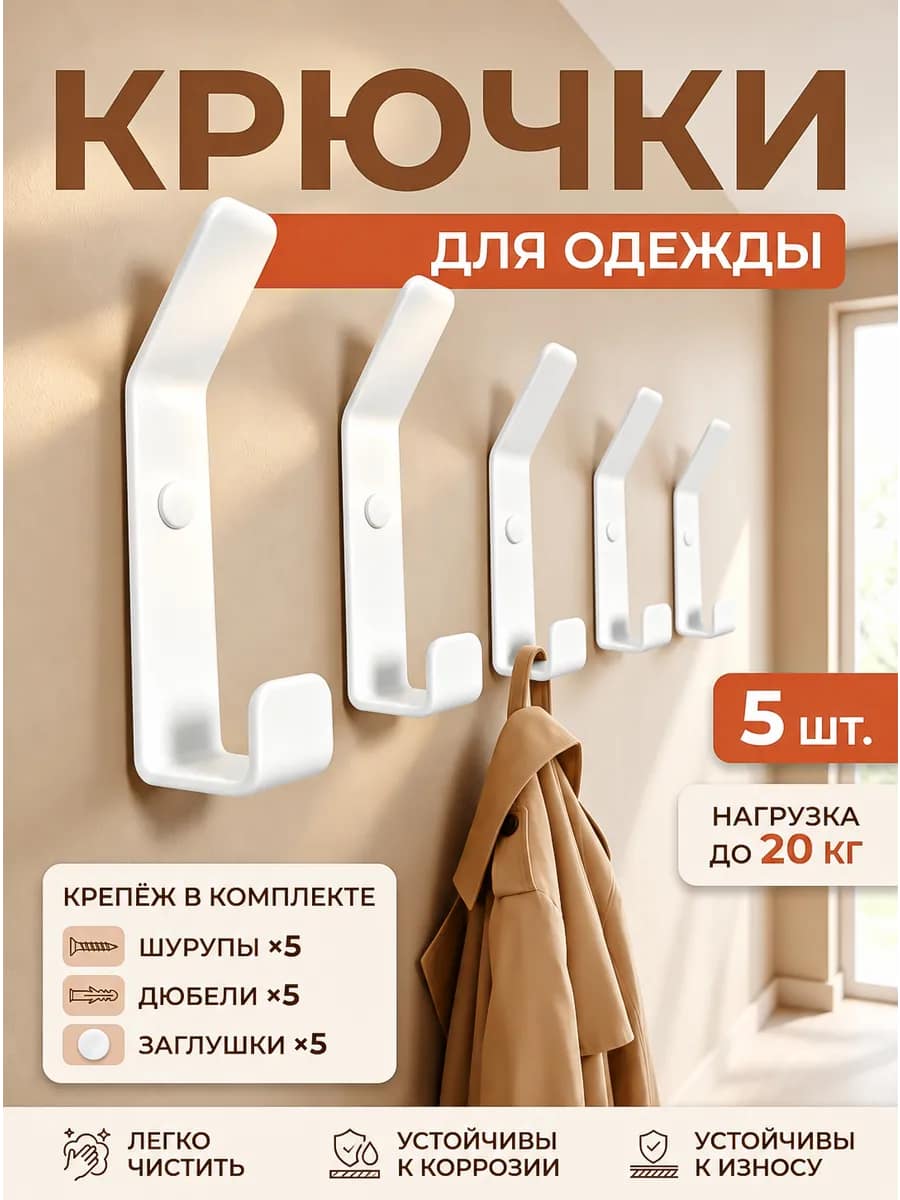 КРЮЧКИ
ДЛЯ ОДЕЖДЫ
5 ШТ.
НАГРУЗКА
ДО 20 КГ
КРЕПЁЖ В КОМПЛЕКТЕ
ШУРУПЫ ×5
ДЮБЕЛИ ×5
ЗАГЛУШКИ ×5
ЛЕГКО
ЧИСТИТЬ
УСТОЙЧИВЫ
К КОРРОЗИИ
УСТОЙЧИВЫ
К ИЗНОСУ